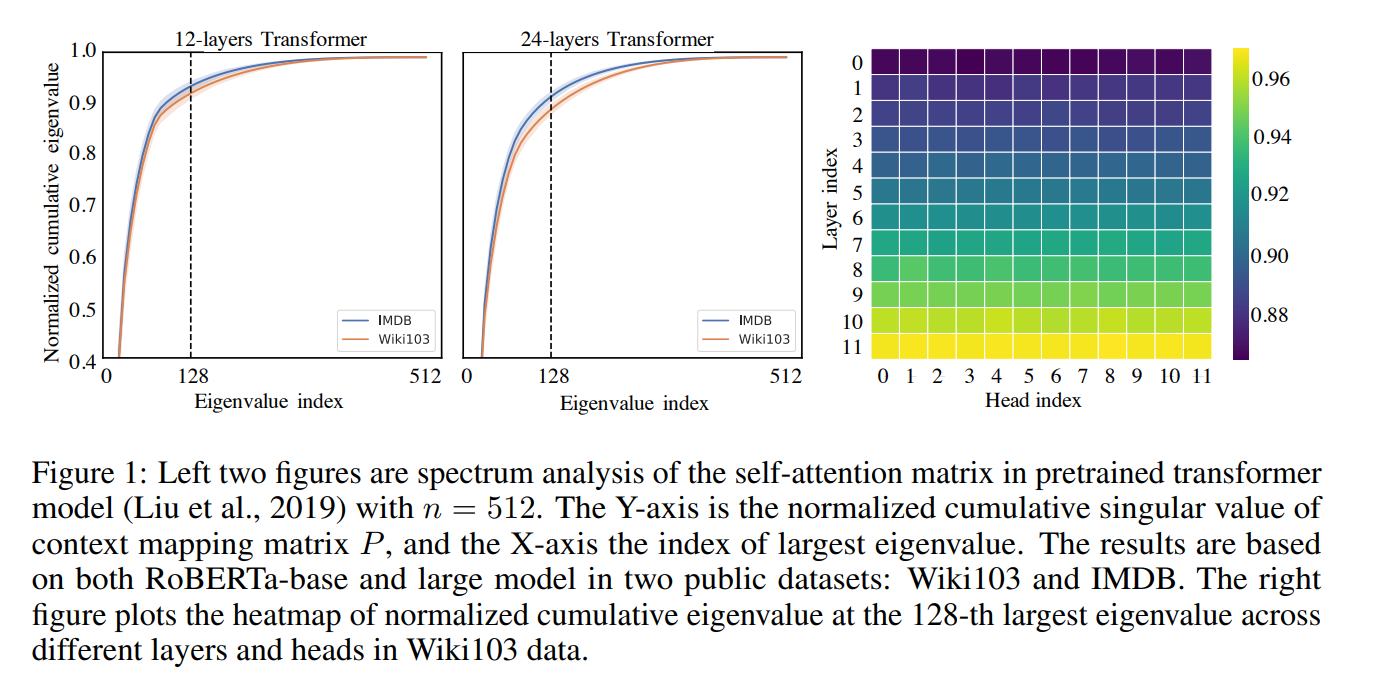 12-layers Transformer
Normalized cumulative eigenvalue
1.0
0.9
0.8
0.7
0.6
0.5
0.4
IMDB
Wiki103
0 128 512
Eigenvalue index
24-layers Transformer
IMDB
Wiki103
0 128 512
Eigenvalue index
Layer index
0
1
2
3
4
5
6
7
8
9
10
11
0 1 2 3 4 5 6 7 8 9 10 11
Head index
0.96
0.94
0.92
0.90
0.88
Figure 1: Left two figures are spectrum analysis of the self-attention matrix in pretrained transformer
model (Liu et al., 2019) with n = 512. The Y-axis is the normalized cumulative singular value of
context mapping matrix P, and the X-axis the index of largest eigenvalue. The results are based
on both RoBERTa-base and large model in two public datasets: Wiki103 and IMDB. The right
figure plots the heatmap of normalized cumulative eigenvalue at the 128-th largest eigenvalue across
different layers and heads in Wiki103 data.